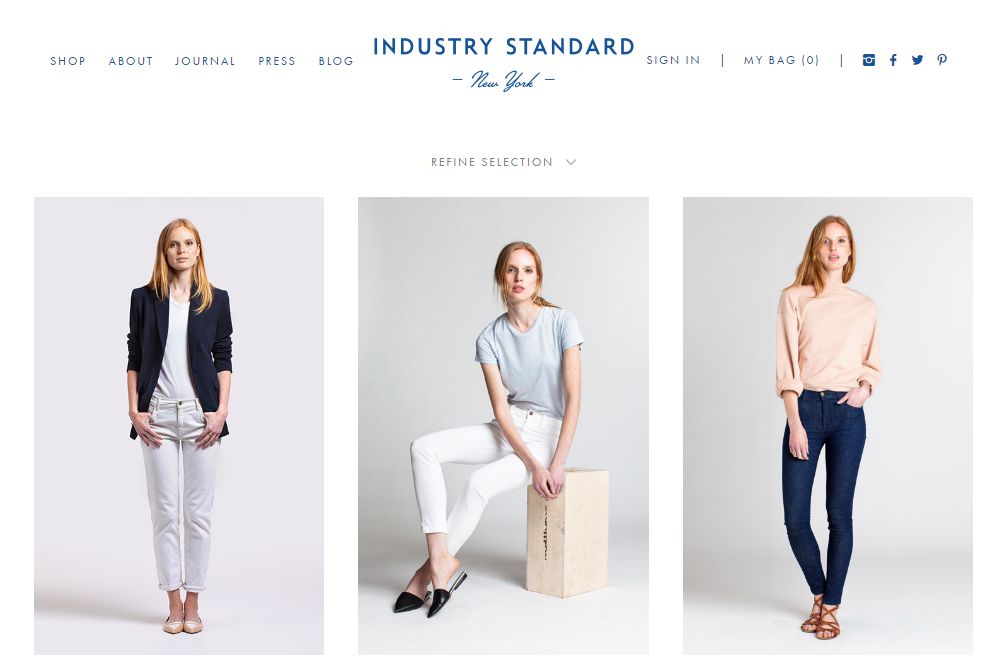 INDUSTRY STANDARD
SHOP ABOUT JOURNAL PRESS BLOG
SIGN IN | MY BAG (0) |
– New York –
REFINE SELECTION